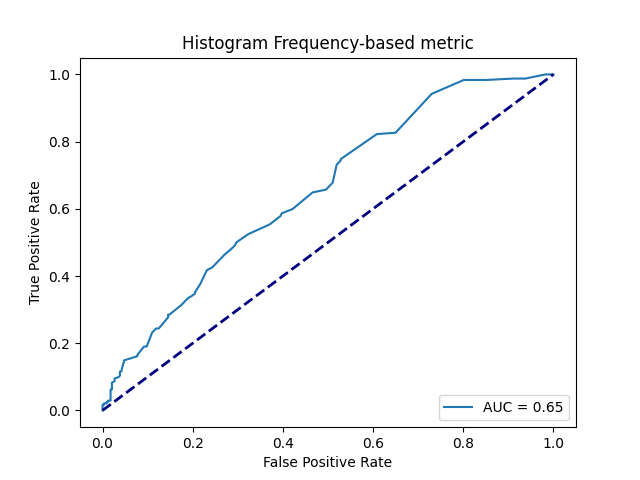 Histogram Frequency-based metric
True Positive Rate
1.0
0.8
0.6
0.4
0.2
0.0
0.0 0.2 0.4 0.6 0.8 1.0
False Positive Rate
AUC = 0.65